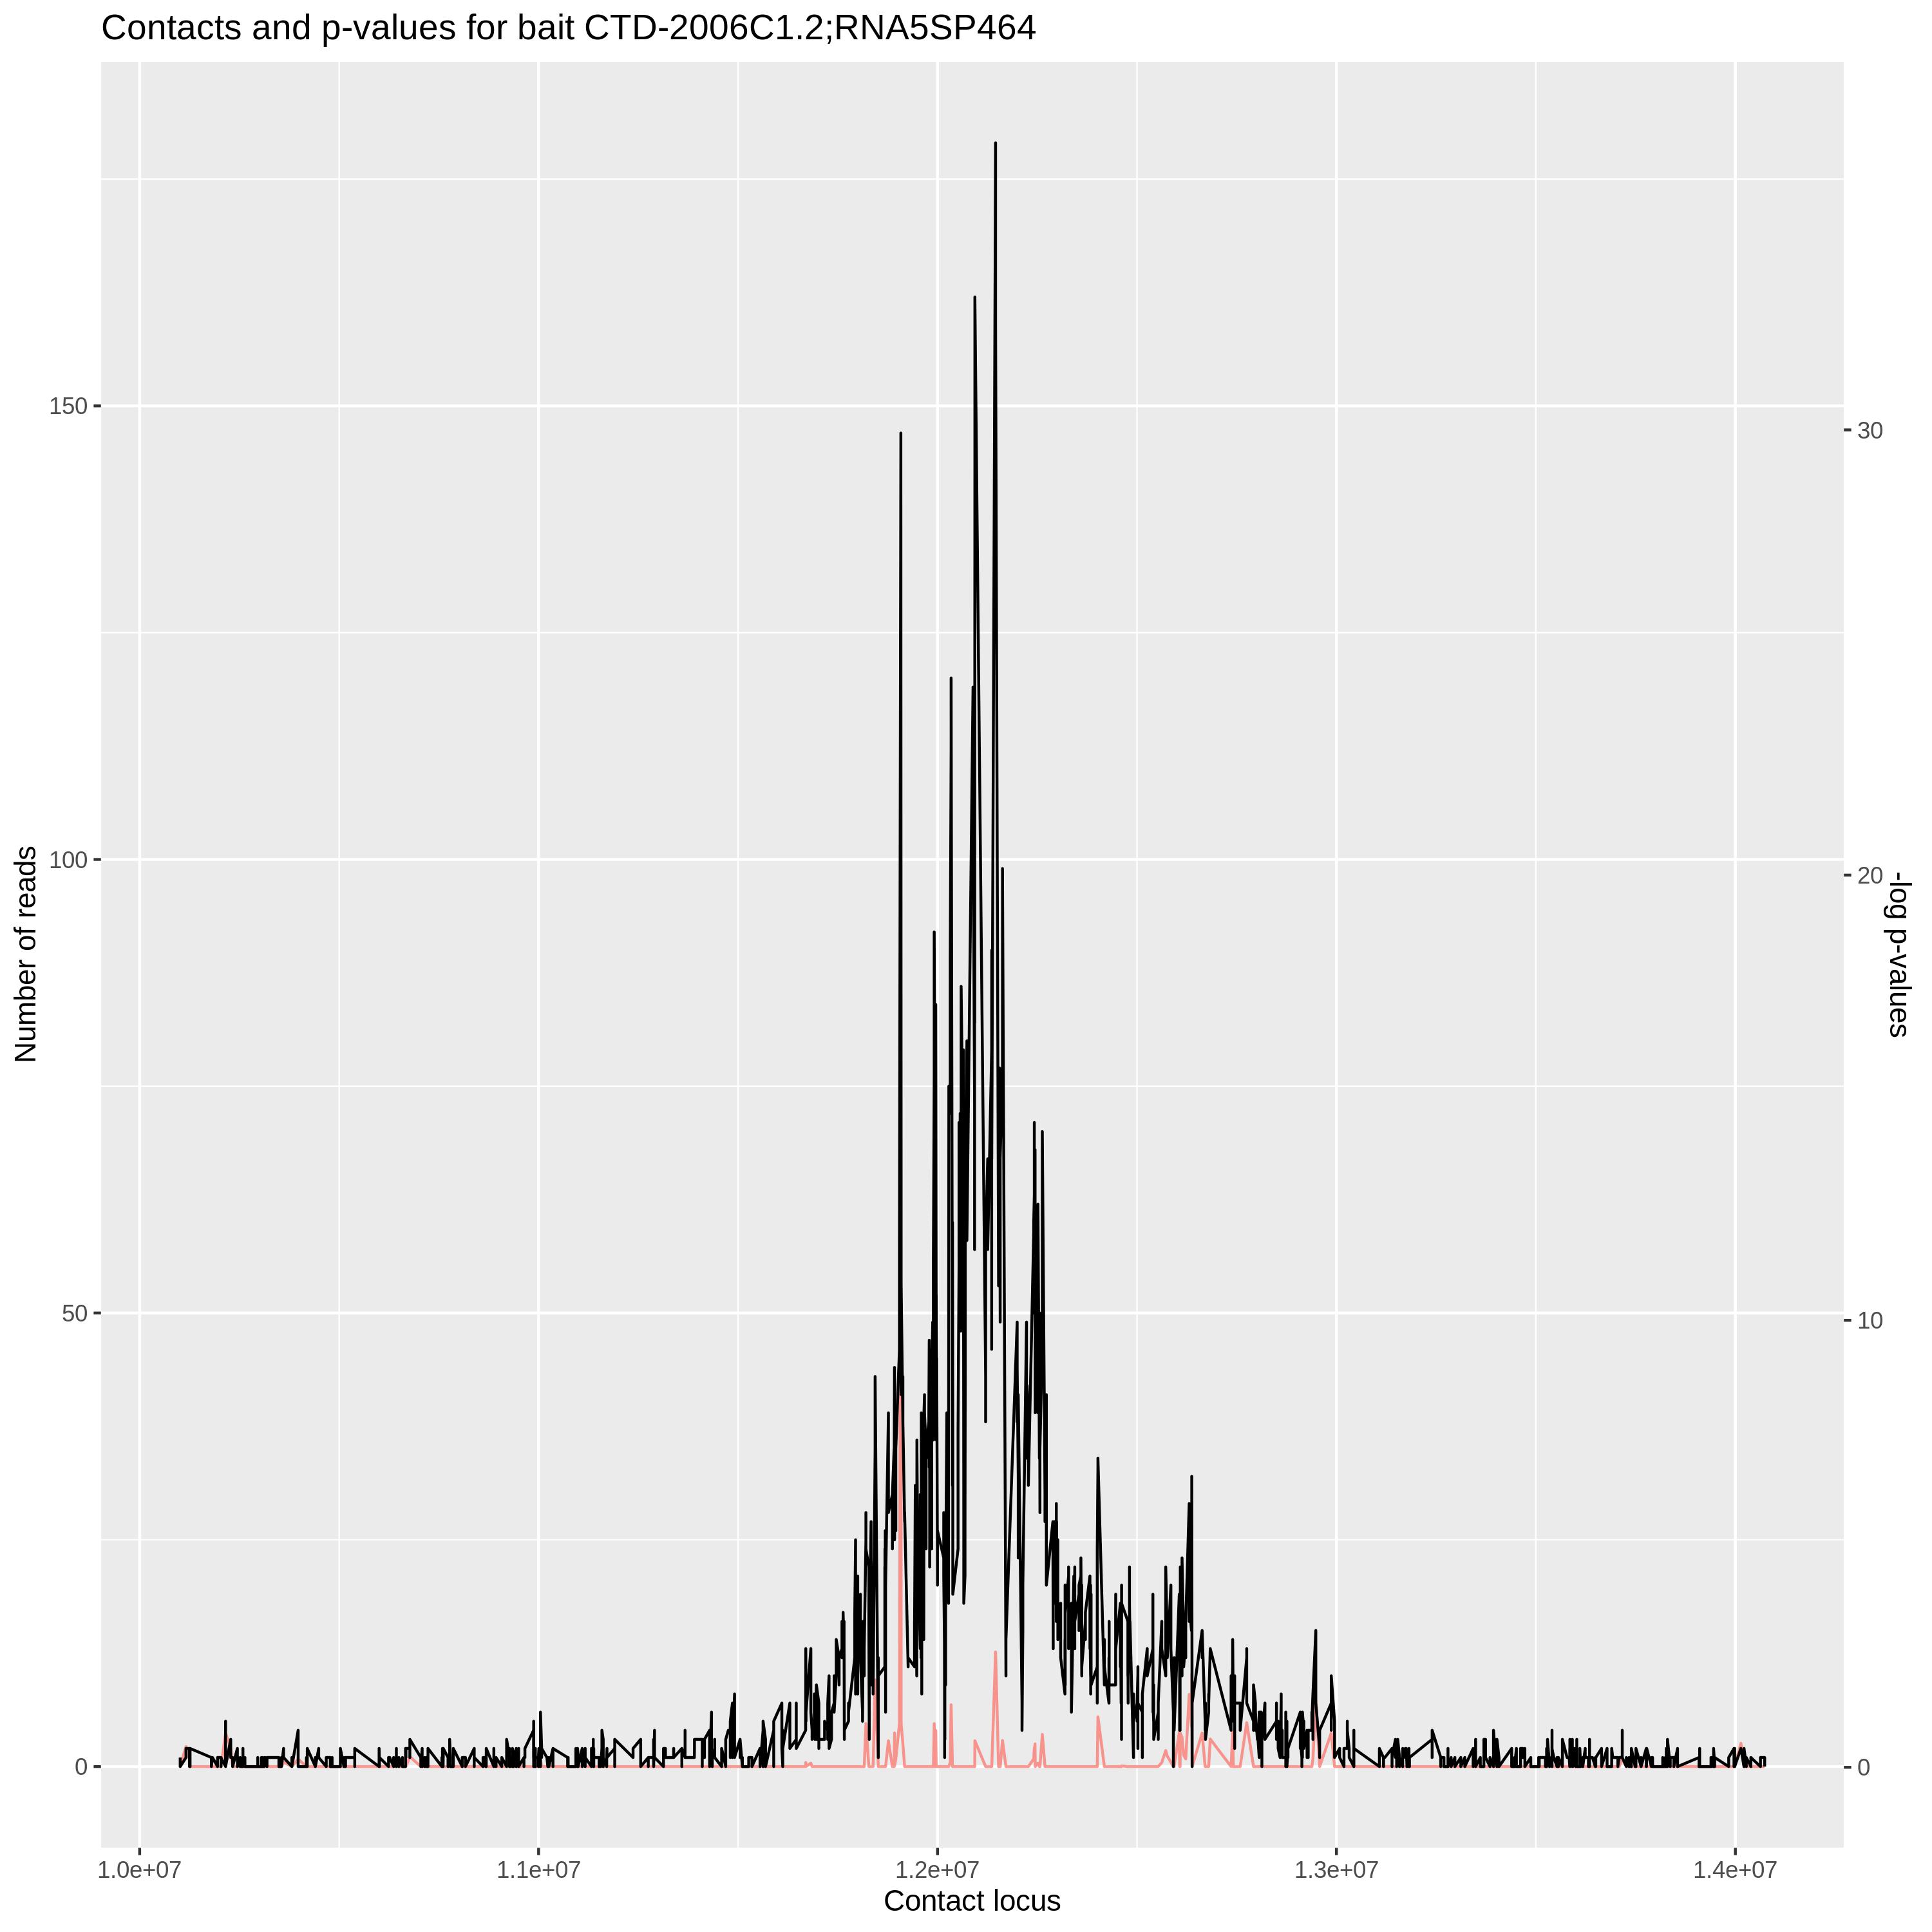 Contacts and p-values for bait CTD-2006C1.2;RNA5SP464
150
100
50
0
Number of reads
30
20
10
0
-log p-values
1.0e+07 1.1e+07 1.2e+07 1.3e+07 1.4e+07
Contact locus